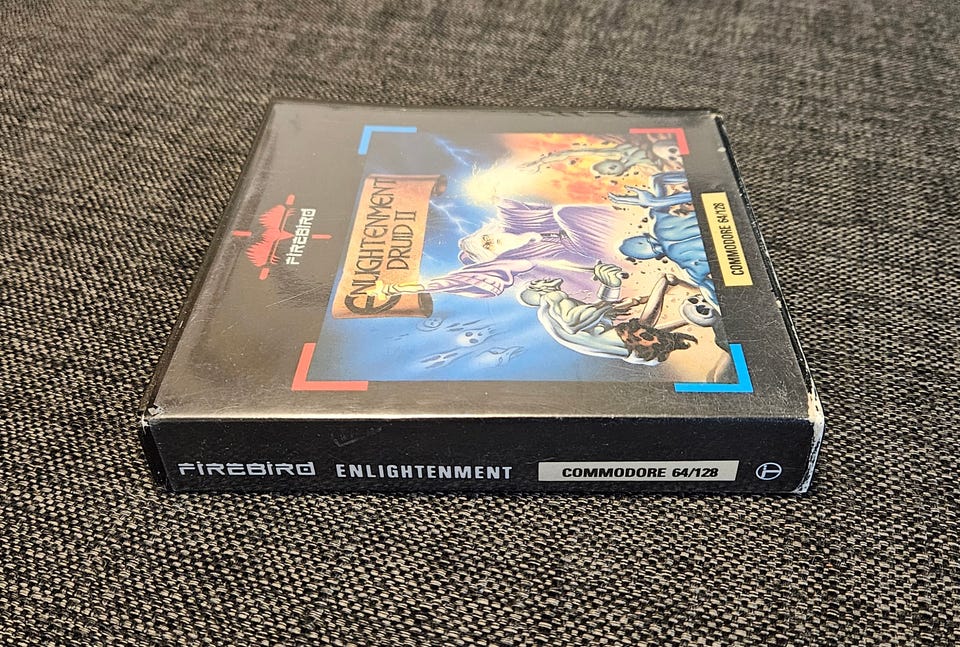 FIREBIRD
ENLIGHTENMENT
DRUID II
COMMODORE 64/128
FIREBIRD ENLIGHTENMENT COMMODORE 64/128